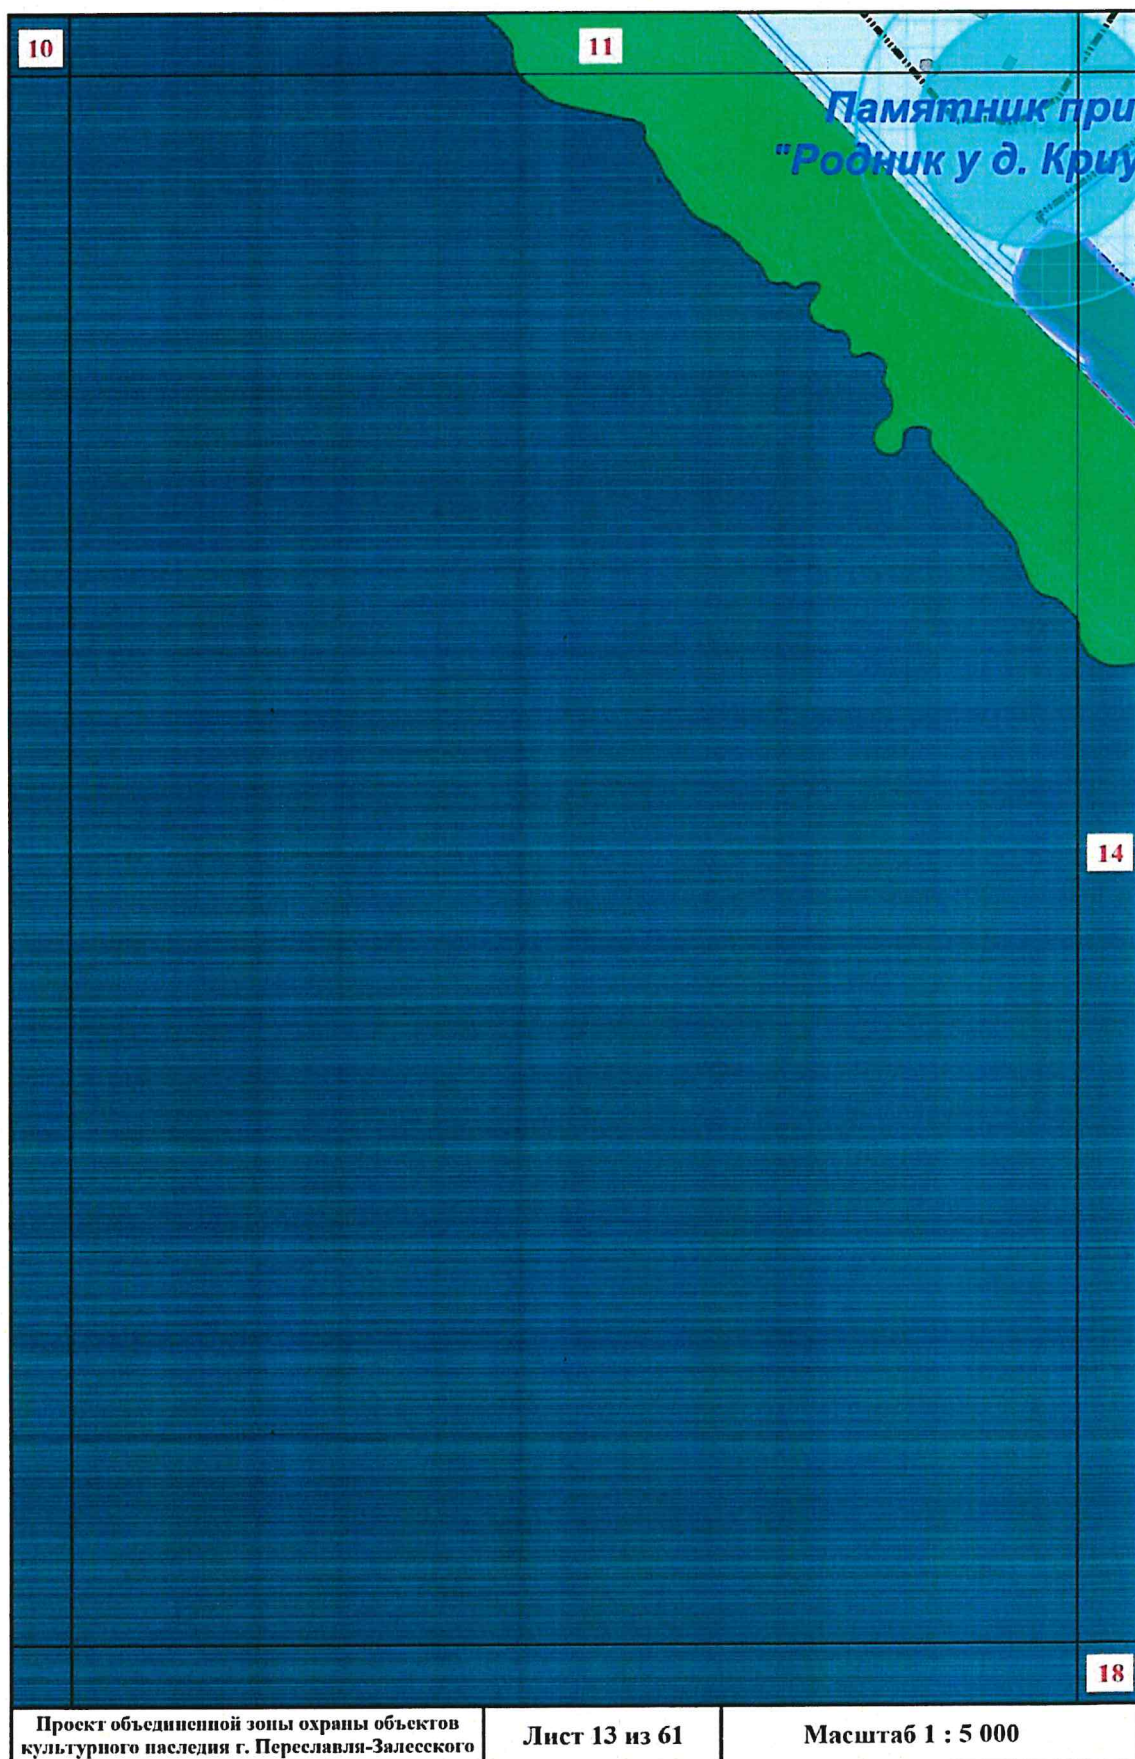 10
11
Памятник при
"Родник у д. Криу
14
18
Проект объединенной зоны охраны объектов
культурного наследия г. Переславля-Залесского
Лист 13 из 61
Масштаб 1 : 5 000